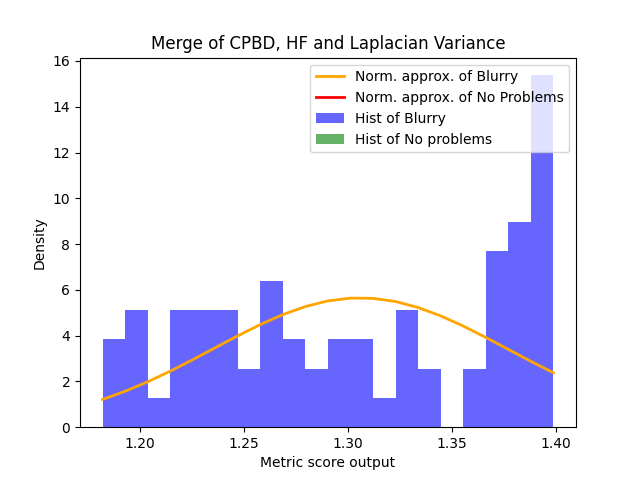 Merge of CPBD, HF and Laplacian Variance
Norm. approx. of Blurry
Norm. approx. of No Problems
Hist of Blurry
Hist of No problems
Density
16
14
12
10
8
6
4
2
0
1.20 1.25 1.30 1.35 1.40
Metric score output